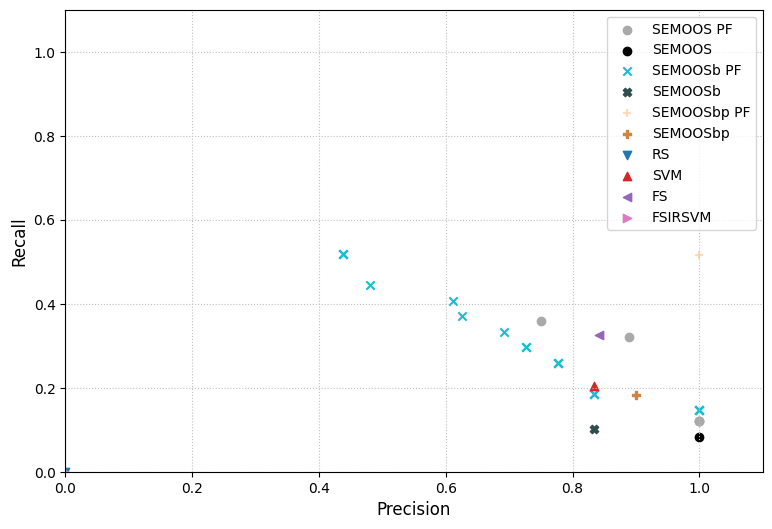 SEMOOS PF
SEMOOS
SEMOOSb PF
SEMOOSb
SEMOOSbp PF
SEMOOSbp
RS
SVM
FS
FSIRSVM
1.0
0.8
0.6
0.4
0.2
0.0
Recall
0.0 0.2 0.4 0.6 0.8 1.0
Precision